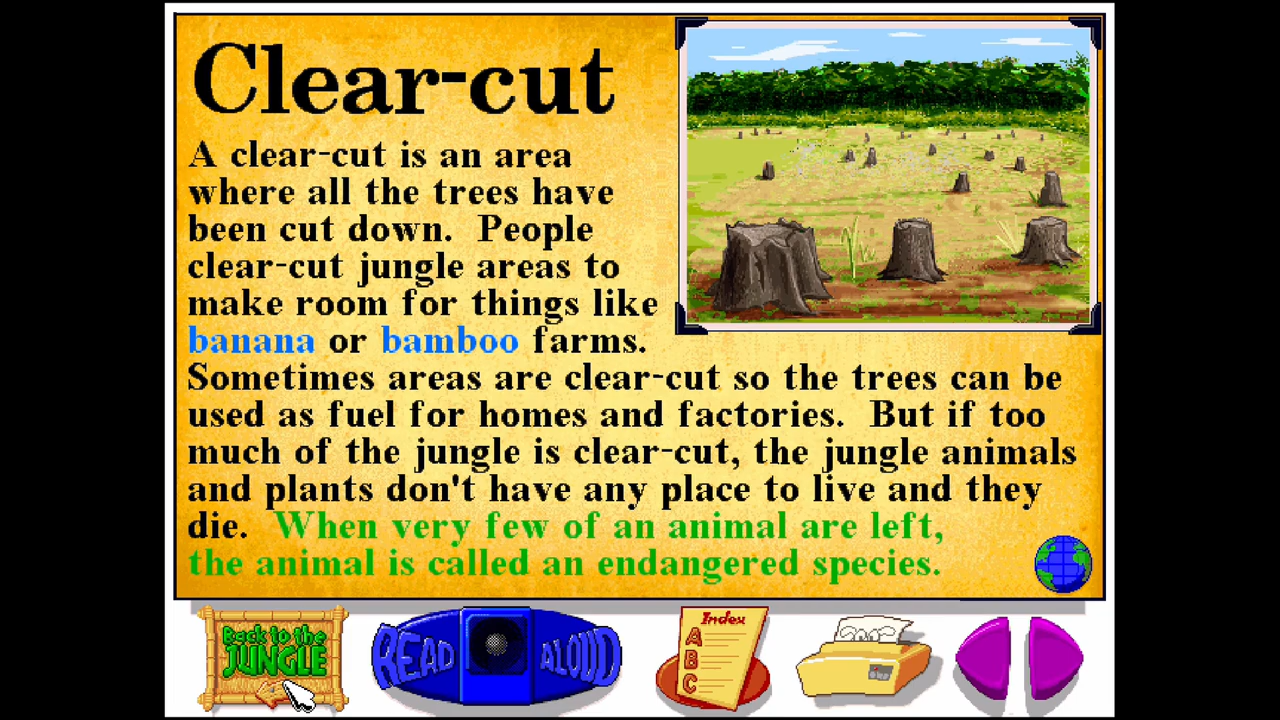 Clear-cut
A clear-cut is an area
where all the trees have
been cut down.  People
clear-cut jungle areas to
make room for things like
banana or bamboo farms.
Sometimes areas are clear-cut so the trees can be
used as fuel for homes and factories.  But if too
much of the jungle is clear-cut, the jungle animals
and plants don't have any place to live and they
die.  When very few of an animal are left,
the animal is called an endangered species.
Back to the
JUNGLE
READ ALOUD
Index
A
B
C